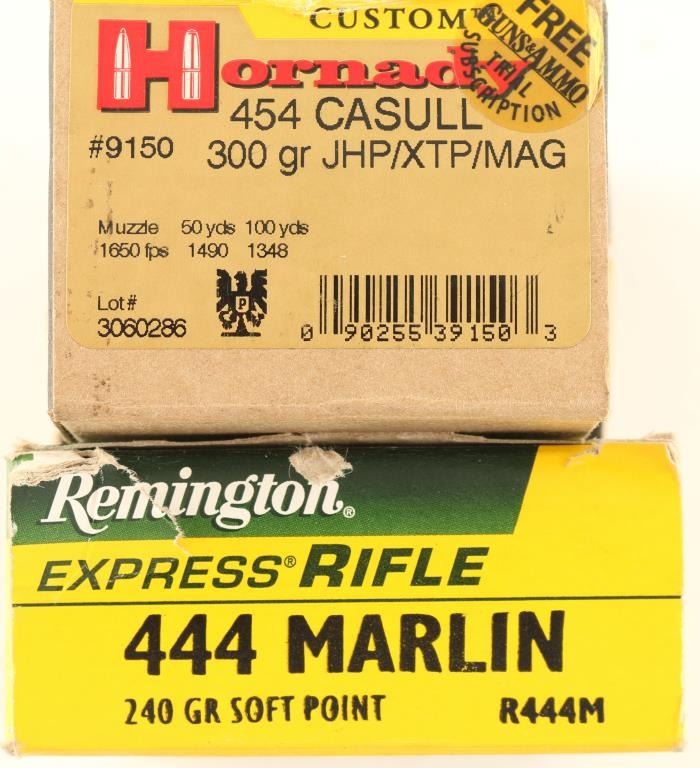 CUSTOM™
FREE
GUNS&AMMO
TRIAL
SUBSCRIPTION
Hornady
454 CASULL
#9150 300 gr JHP/XTP/MAG
Muzzle 50 yds 100 yds
1650 fps 1490 1348
Lot#
3060286
P
0 90255 39150 3
Remington®
EXPRESS® RIFLE
444 MARLIN
240 GR SOFT POINT R444M